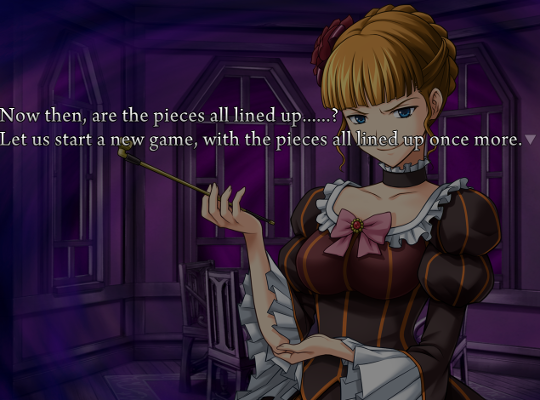 Now then, are the pieces all lined up......?
Let us start a new game, with the pieces all lined up once more.